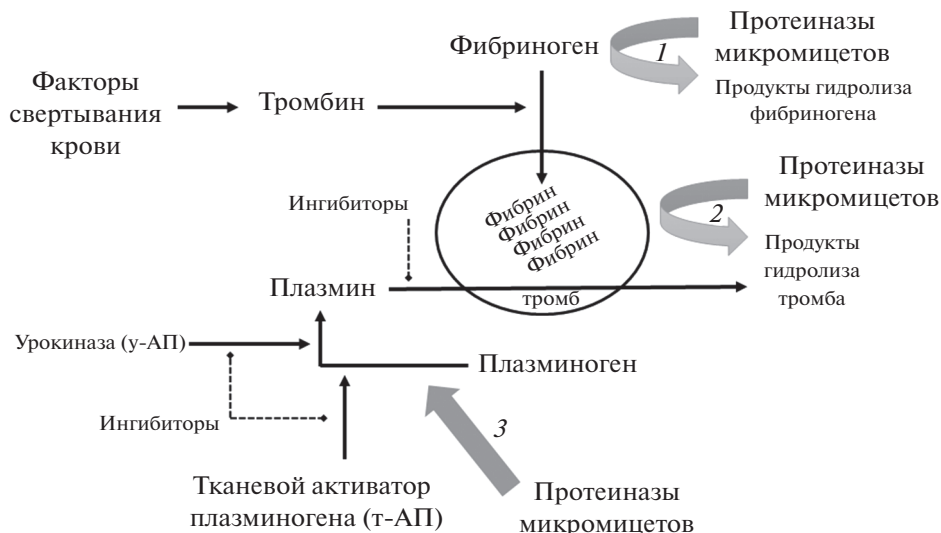 Протеиназы
микромицетов
Фибриноген
1
Продукты гидролиза
фибриногена
Факторы
свертывания
крови
Тромбин
Протеиназы
микромицетов
2
Продукты
гидролиза
тромба
Ингибиторы
Фибрин
Фибрин
Фибрин
Фибрин
Плазмин
тромб
Урокиназа (у-АП)
Плазминоген
Ингибиторы
3
Тканевой активатор
плазминогена (т-АП)
Протеиназы
микромицетов